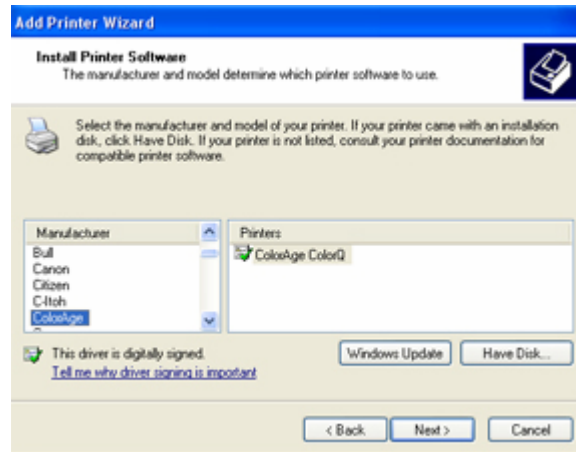 Add Printer Wizard
Install Printer Software
The manufacturer and model determine which printer software to use.
Select the manufacturer and model of your printer. If your printer came with an installation
disk, click Have Disk. If your printer is not listed, consult your printer documentation for
compatible printer software.
Manufacturer
Bull
Canon
Citizen
C-Itoh
ColorAge
Printers
ColorAge ColorQ
This driver is digitally signed.
Tell me why driver signing is important
Windows Update
Have Disk...
< Back
Next >
Cancel